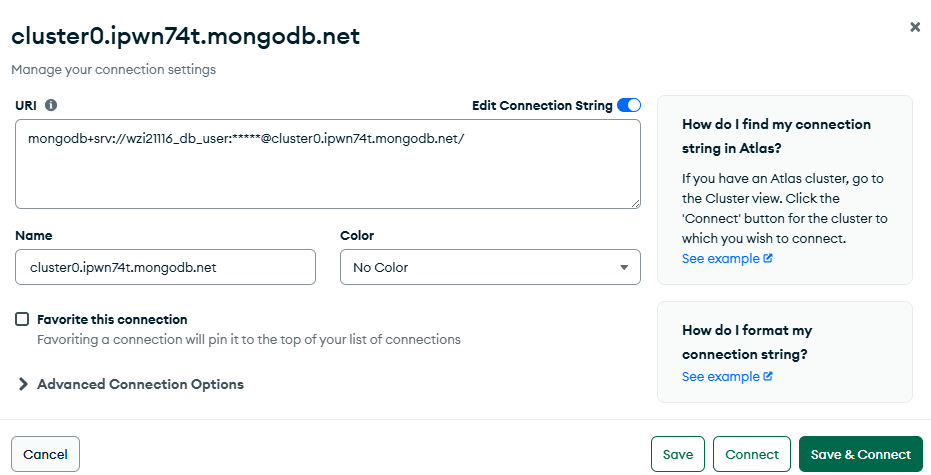 cluster0.ipwn74t.mongodb.net
Manage your connection settings
URI
Edit Connection String
mongodb+srv://wzi21116_db_user:*****@cluster0.ipwn74t.mongodb.net/
Name
Color
cluster0.ipwn74t.mongodb.net
No Color
Favorite this connection
Favoriting a connection will pin it to the top of your list of connections
Advanced Connection Options
How do I find my connection
string in Atlas?
If you have an Atlas cluster, go to
the Cluster view. Click the
'Connect' button for the cluster to
which you wish to connect.
See example
How do I format my
connection string?
See example
Cancel
Save
Connect
Save & Connect